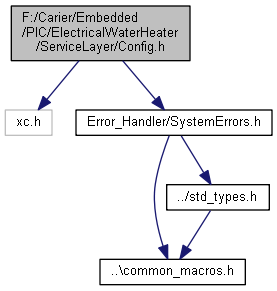 F:/Carier/Embedded
/PIC/ElectricalWaterHeater
/ServiceLayer/Config.h
xc.h
Error_Handler/SystemErrors.h
../std_types.h
..\common_macros.h